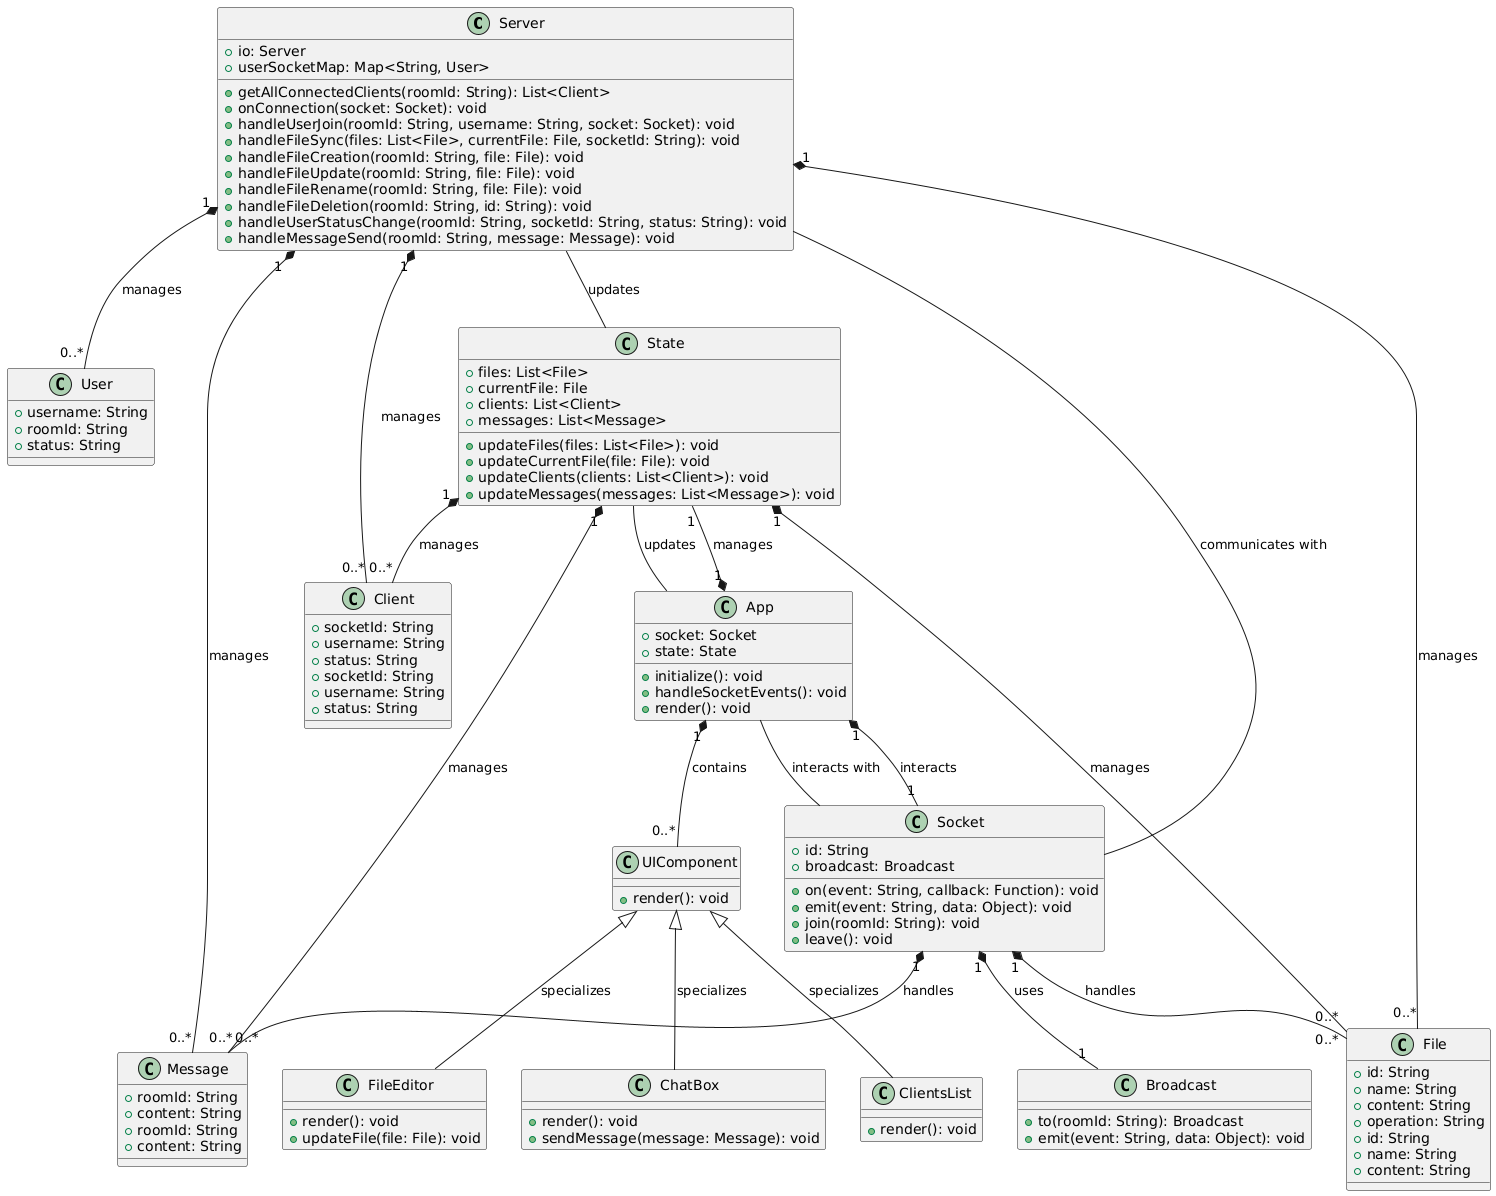 C Server
io: Server
userSocketMap: Map<String, User>
getAllConnectedClients(roomId: String): List<Client>
onConnection(socket: Socket): void
handleUserJoin(roomId: String, username: String, socket: Socket): void
handleFileSync(files: List<File>, currentFile: File, socketId: String): void
handleFileCreation(roomId: String, file: File): void
handleFileUpdate(roomId: String, file: File): void
handleFileRename(roomId: String, file: File): void
handleFileDeletion(roomId: String, id: String): void
handleUserStatusChange(roomId: String, socketId: String, status: String): void
handleMessageSend(roomId: String, message: Message): void
1
1
1
1
manages
updates
0..*
C User
username: String
roomId: String
status: String
manages
C State
files: List<File>
currentFile: File
clients: List<Client>
messages: List<Message>
updateFiles(files: List<File>): void
updateCurrentFile(file: File): void
updateClients(clients: List<Client>): void
updateMessages(messages: List<Message>): void
1
1
1
1
manages
updates
manages
communicates with
0..*
0..*
1
C Client
socketId: String
username: String
status: String
socketId: String
username: String
status: String
C App
socket: Socket
state: State
initialize(): void
handleSocketEvents(): void
render(): void
manages
manages
1
1
manages
contains
interacts with
interacts
manages
1
0..*
C UIComponent
render(): void
C Socket
id: String
broadcast: Broadcast
on(event: String, callback: Function): void
emit(event: String, data: Object): void
join(roomId: String): void
leave(): void
1
1
1
specializes
specializes
specializes
handles
uses
handles
0..*
0..*
0..*
0..*
0..*
0..*
1
C Message
roomId: String
content: String
roomId: String
content: String
C FileEditor
render(): void
updateFile(file: File): void
C ChatBox
render(): void
sendMessage(message: Message): void
C ClientsList
render(): void
C Broadcast
to(roomId: String): Broadcast
emit(event: String, data: Object): void
C File
id: String
name: String
content: String
operation: String
id: String
name: String
content: String